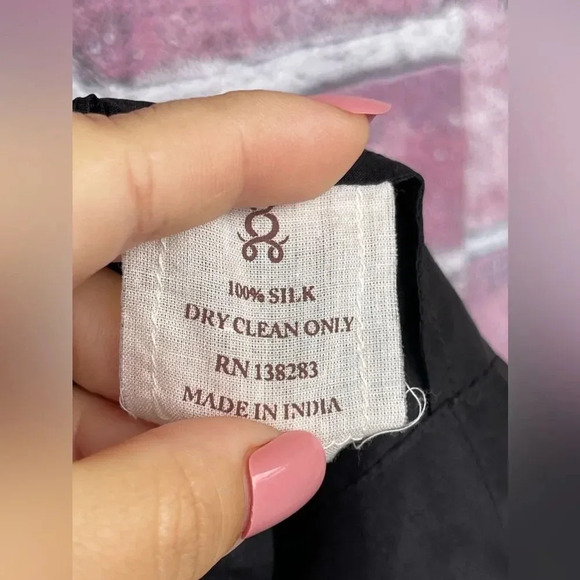 100% SILK
DRY CLEAN ONLY
RN 138283
MADE IN INDIA